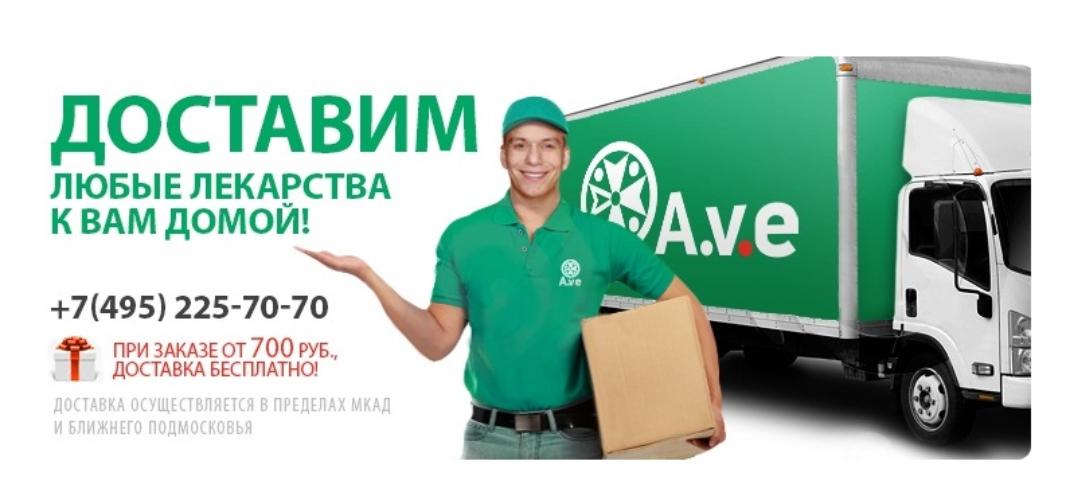 ДОСТАВИМ
ЛЮБЫЕ ЛЕКАРСТВА
К ВАМ ДОМОЙ!
+7(495) 225-70-70
ПРИ ЗАКАЗЕ ОТ 700 РУБ.,
ДОСТАВКА БЕСПЛАТНО!
ДОСТАВКА ОСУЩЕСТВЛЯЕТСЯ В ПРЕДЕЛАХ МКАД
И БЛИЖНЕГО ПОДМОСКОВЬЯ
A.v.e
A.v.e